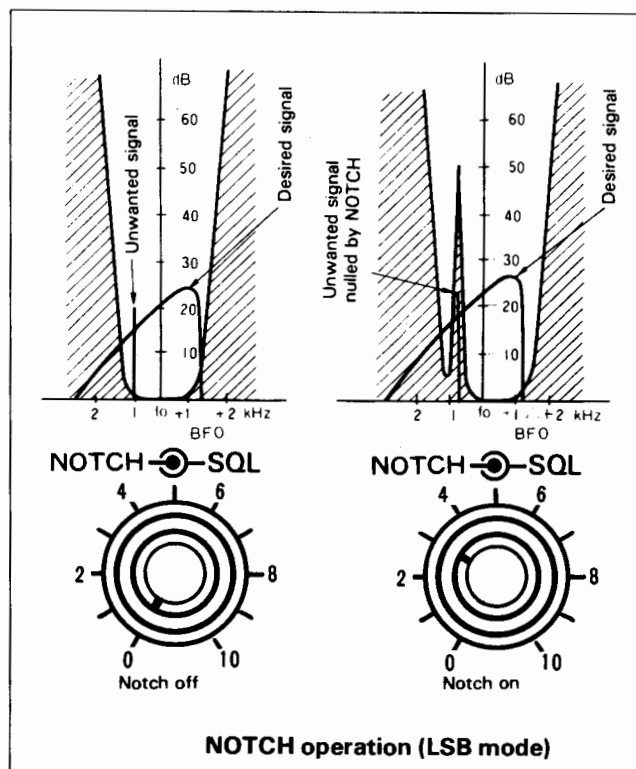 dB
60
50
40
30
20
10
Unwanted signal
Desired signal
2 1 fo +1 +2 kHz
BFO
NOTCH SQL
0 2 4 6 8 10
Notch off
dB
60
50
40
30
20
10
Unwanted signal
nulled by NOTCH
Desired signal
2 1 fo +1 +2 kHz
BFO
NOTCH SQL
0 2 4 6 8 10
Notch on
NOTCH operation (LSB mode)